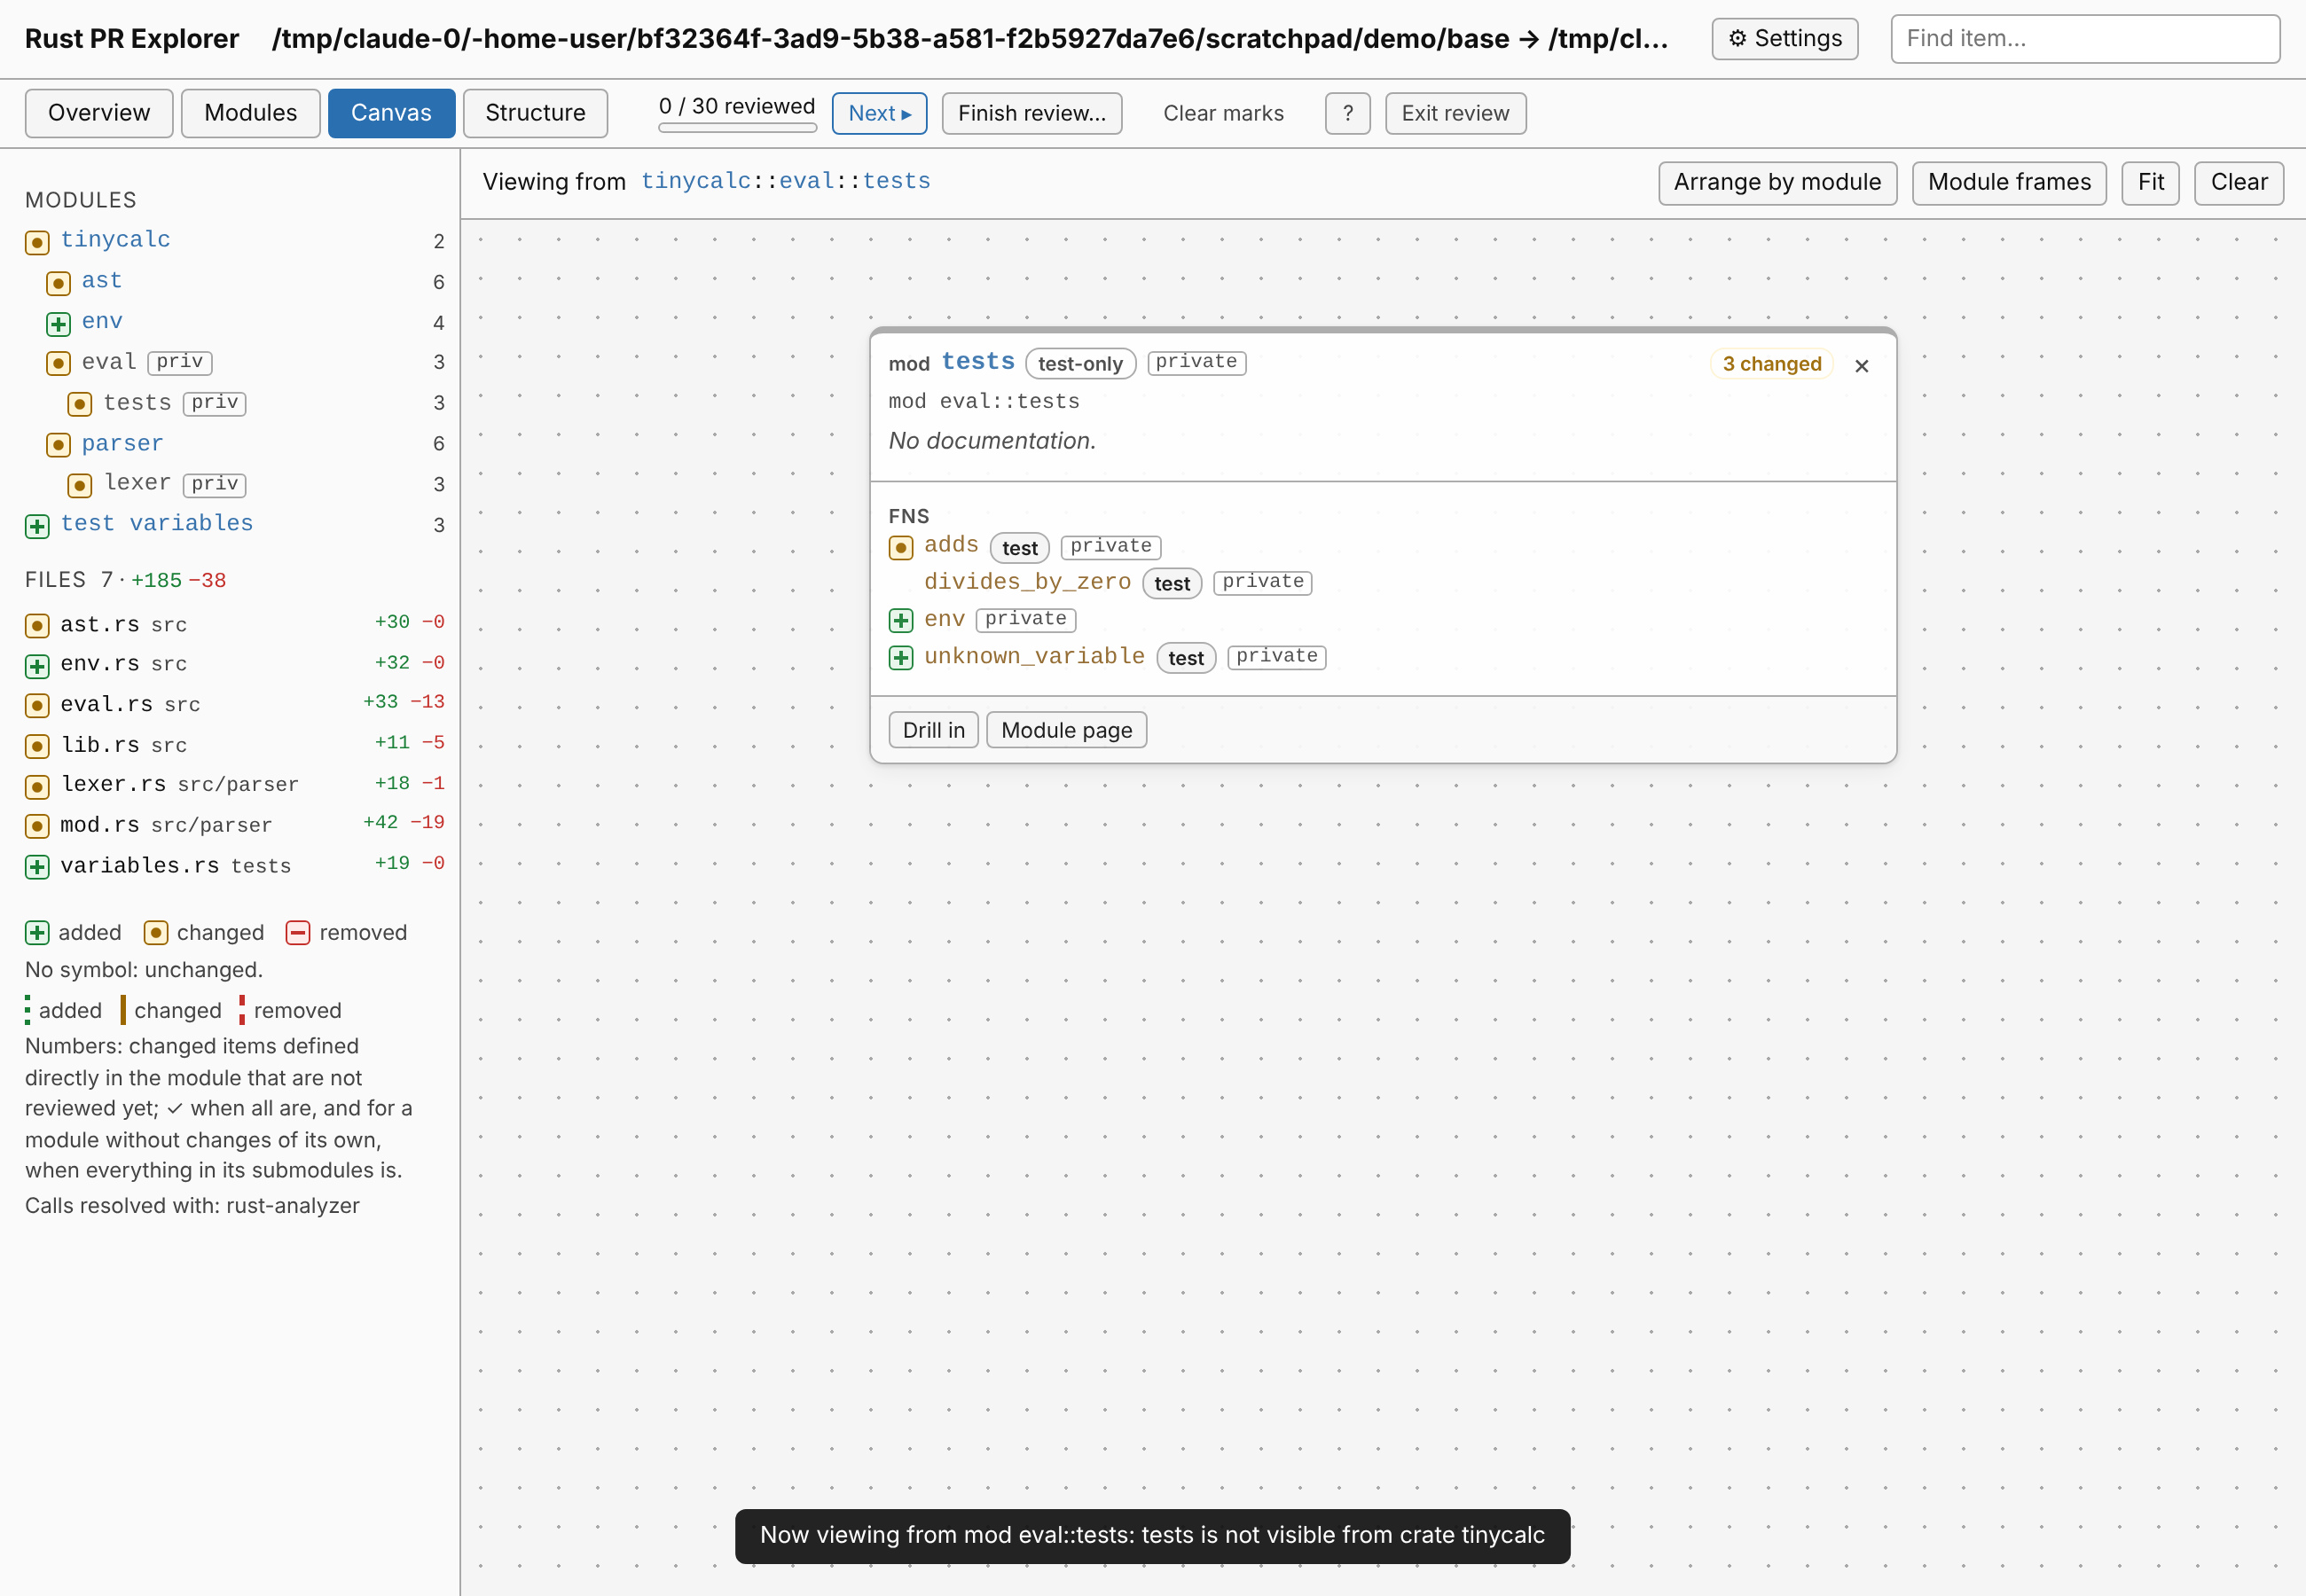 Rust PR Explorer /tmp/claude-0/-home-user/bf32364f-3ad9-5b38-a581-f2b5927da7e6/scratchpad/demo/base → /tmp/cl… ⚙ Settings Find item…
Overview Modules Canvas Structure 0 / 30 reviewed Next ▸ Finish review… Clear marks ? Exit review
MODULES
tinycalc 2
ast 6
env 4
eval priv 3
tests priv 3
parser 6
lexer priv 3
test variables 3
FILES 7 · +185 −38
ast.rs src +30 −0
env.rs src +32 −0
eval.rs src +33 −13
lib.rs src +11 −5
lexer.rs src/parser +18 −1
mod.rs src/parser +42 −19
variables.rs tests +19 −0
added changed removed
No symbol: unchanged.
added changed removed
Numbers: changed items defined
directly in the module that are not
reviewed yet; ✓ when all are, and for a
module without changes of its own,
when everything in its submodules is.
Calls resolved with: rust-analyzer
Viewing from tinycalc::eval::tests Arrange by module Module frames Fit Clear
mod tests test-only private 3 changed ×
mod eval::tests
No documentation.
FNS
adds test private
divides_by_zero test private
env private
unknown_variable test private
Drill in Module page
Now viewing from mod eval::tests: tests is not visible from crate tinycalc